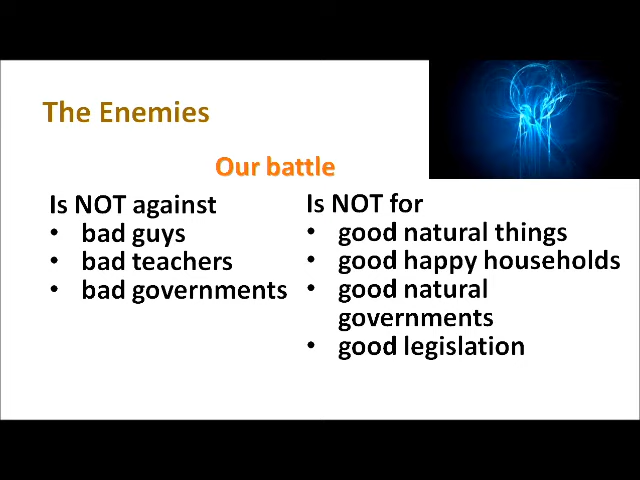 The Enemies
Our battle
Is NOT against
• bad guys
• bad teachers
• bad governments
Is NOT for
• good natural things
• good happy households
• good natural
governments
• good legislation